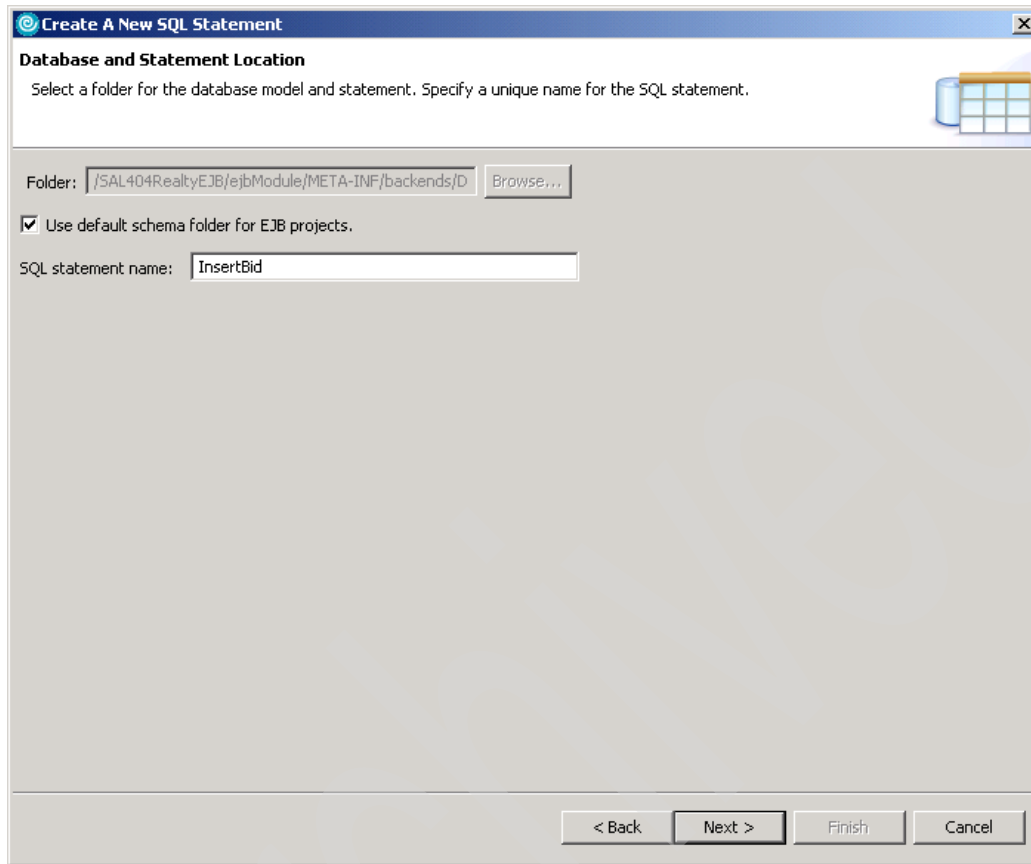 Create A New SQL Statement
Database and Statement Location
Select a folder for the database model and statement. Specify a unique name for the SQL statement.
Folder: /SAL404RealtyEJB/ejbModule/META-INF/backends/D Browse...
Use default schema folder for EJB projects.
SQL statement name: InsertBid
< Back Next > Finish Cancel